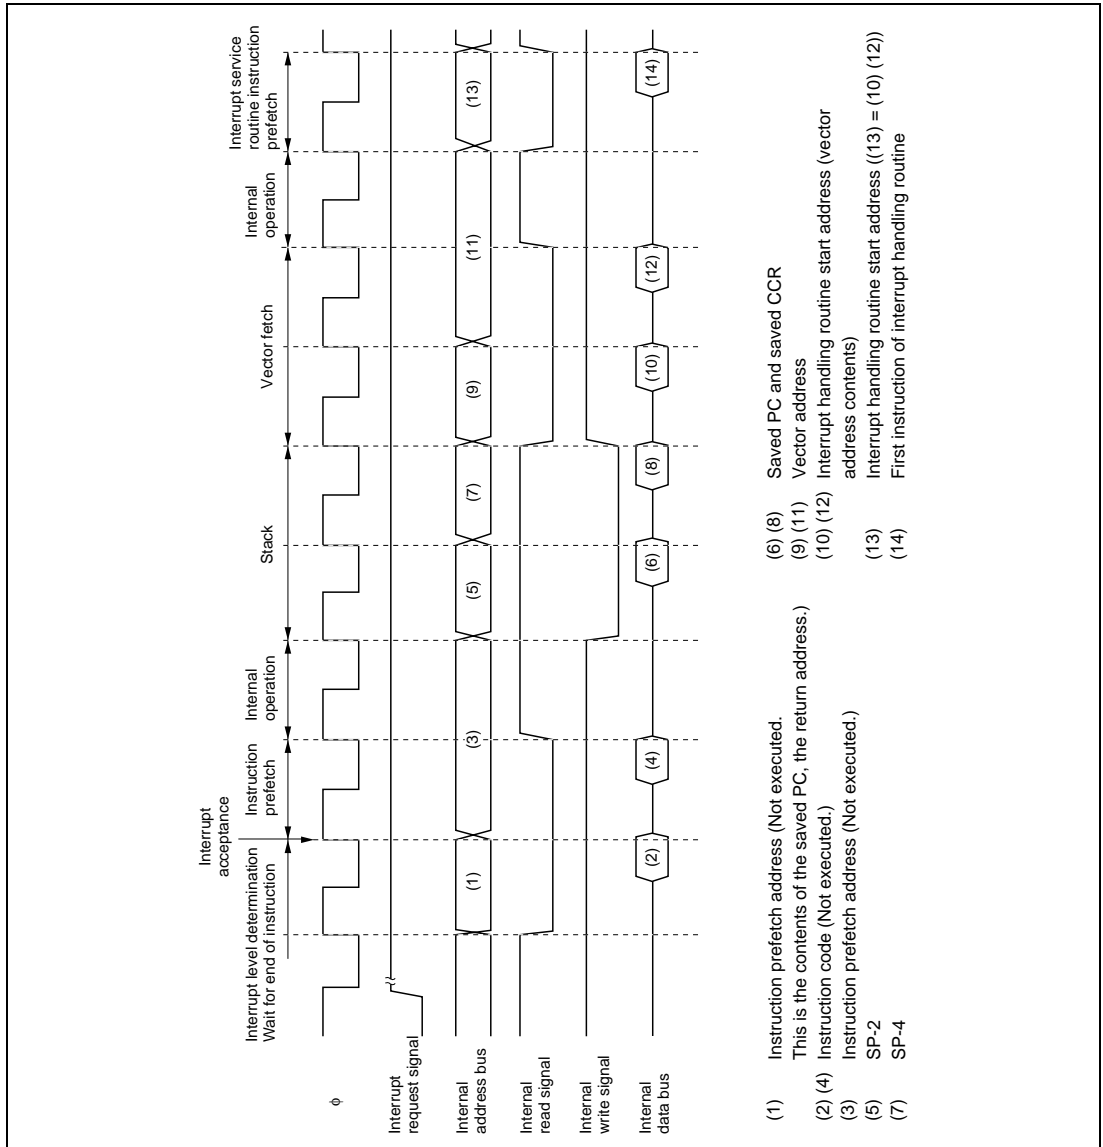 Interrupt level determination
Wait for end of instruction
Interrupt
acceptance
Instruction
prefetch
Internal
operation
Stack
Vector fetch
Internal
operation
Interrupt service
routine instruction
prefetch
φ
Interrupt
request signal
Internal
address bus
(1)
(3)
(5)
(7)
(9)
(11)
(13)
Internal
read signal
Internal
write signal
Internal
data bus
(2)
(4)
(6)
(8)
(10)
(12)
(14)
(1) Instruction prefetch address (Not executed.
This is the contents of the saved PC, the return address.)
(2) (4) Instruction code (Not executed.)
(3) Instruction prefetch address (Not executed.)
(5) SP-2
(7) SP-4
(6) (8) Saved PC and saved CCR
(9) (11) Vector address
(10) (12) Interrupt handling routine start address (vector
address contents)
(13) Interrupt handling routine start address ((13) = (10) (12))
(14) First instruction of interrupt handling routine